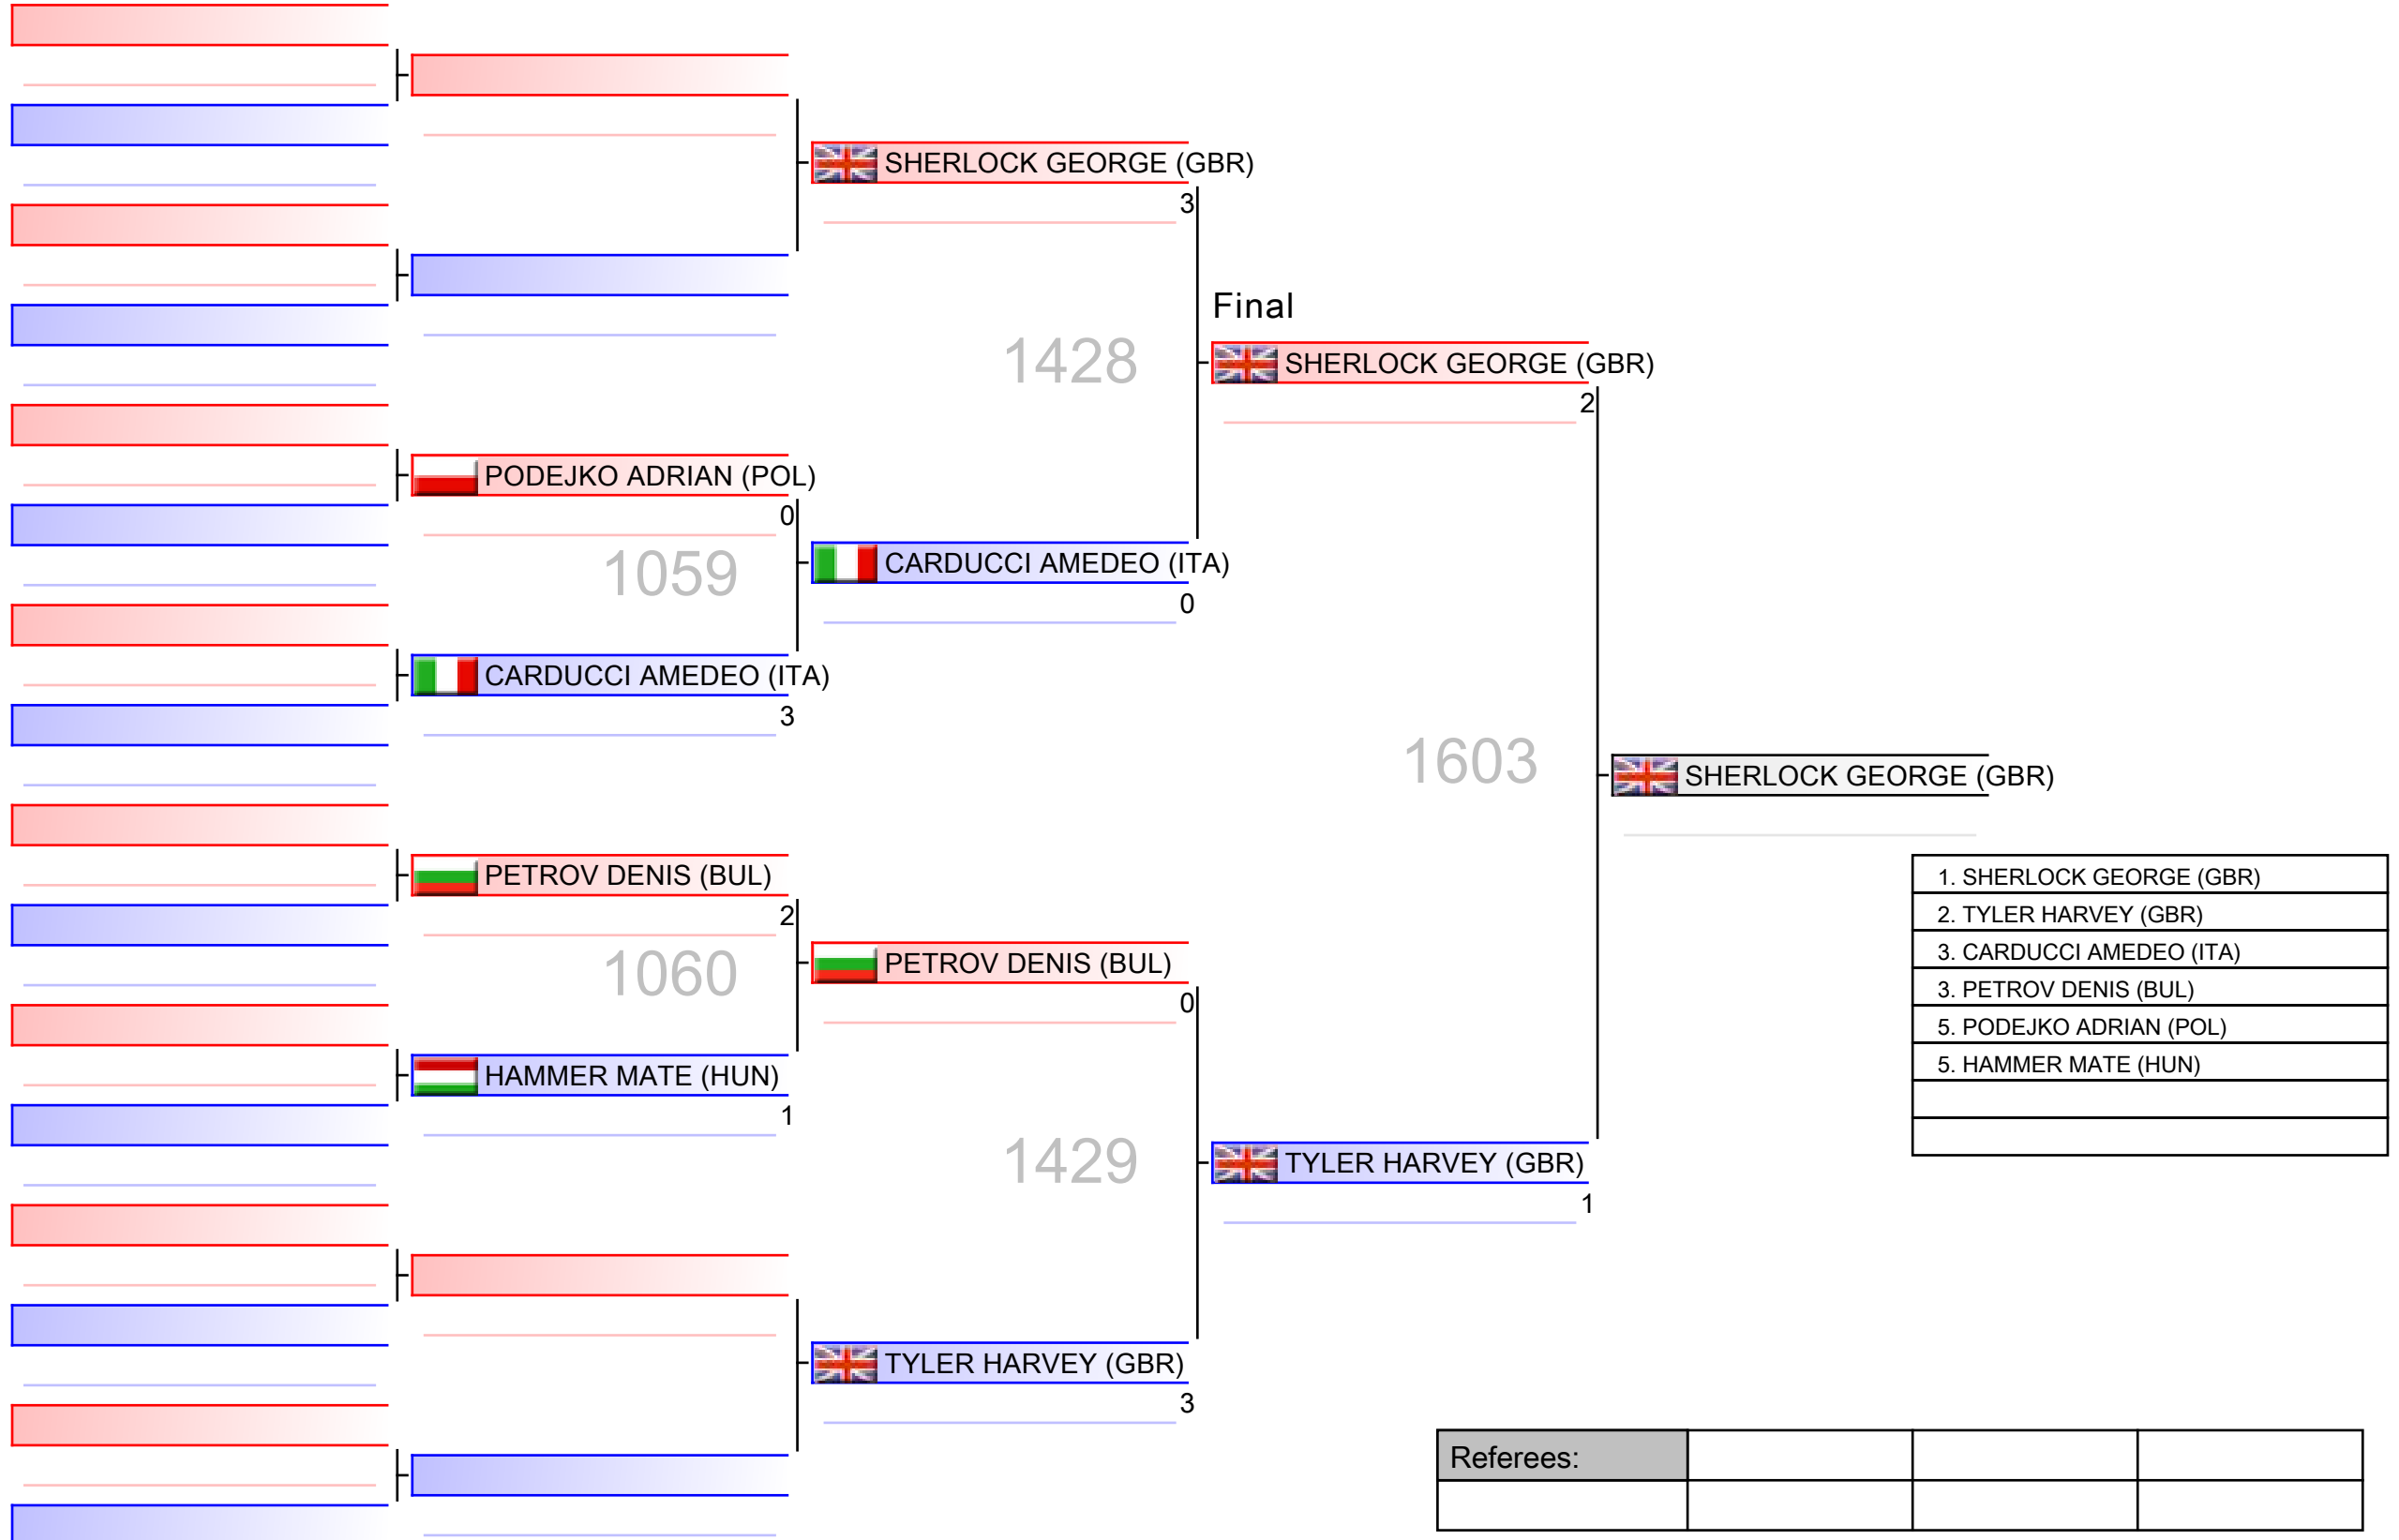 SHERLOCK GEORGE (GBR)
3
Final
1428
SHERLOCK GEORGE (GBR)
2
PODEJKO ADRIAN (POL)
0
1059
CARDUCCI AMEDEO (ITA)
0
CARDUCCI AMEDEO (ITA)
3
1603
SHERLOCK GEORGE (GBR)
PETROV DENIS (BUL)
2
1060
PETROV DENIS (BUL)
0
HAMMER MATE (HUN)
1
1429
TYLER HARVEY (GBR)
1
TYLER HARVEY (GBR)
3
1. SHERLOCK GEORGE (GBR)
2. TYLER HARVEY (GBR)
3. CARDUCCI AMEDEO (ITA)
3. PETROV DENIS (BUL)
5. PODEJKO ADRIAN (POL)
5. HAMMER MATE (HUN)
Referees: